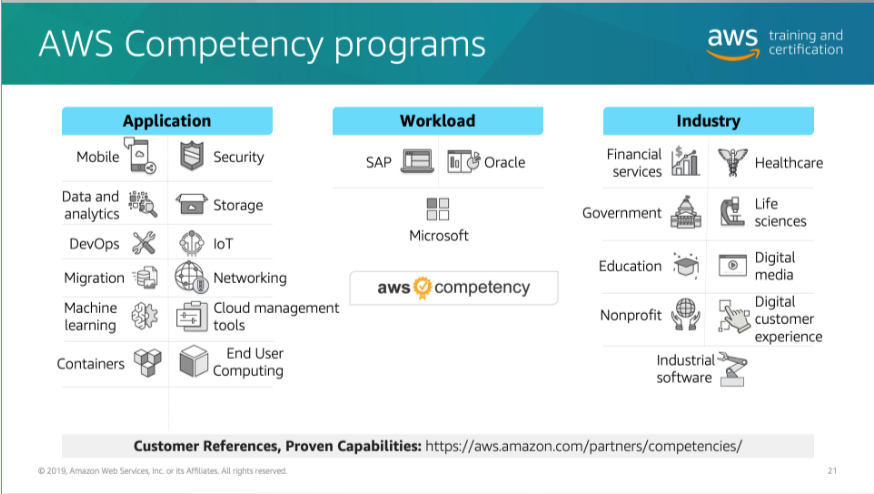 AWS Competency programs
aws training and
certification
Application
Mobile
Security
Data and
analytics
Storage
DevOps
IoT
Migration
Networking
Machine
learning
Cloud management
tools
Containers
End User
Computing
Workload
SAP
Oracle
Microsoft
aws competency
Industry
Financial
services
Healthcare
Government
Life
sciences
Education
Digital
media
Nonprofit
Digital
customer
experience
Industrial
software
Customer References, Proven Capabilities: https://aws.amazon.com/partners/competencies/
© 2019, Amazon Web Services, Inc. or its Affiliates. All rights reserved.
21